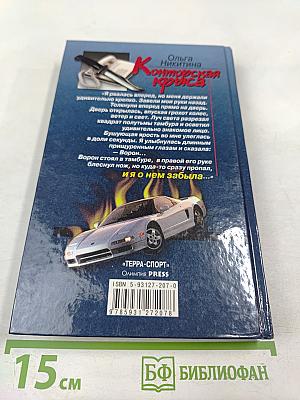 Ольга
Никитина
Конторская
крыса
«Я рвалась вперед, но меня держали
удивительно крепко. Завели мои руки назад.
Толкнули вперед прямо на дверь.
Дверь открылась, впуская грохот колес,
ветер и свет. Луч света разрезал
квадрат полутьмы тамбура и осветил
удивительно знакомое лицо.
Бушующая ярость во мне улеглась
в доли секунды. Я улыбнулась длинным
прищуренным глазам и сказала:
— Ворон...
Ворон стоял в тамбуре, в правой его руке
блеснул нож, но куда-то сразу пропал,
и я о нем забыла...»
"ТЕРРА-СПОРТ"
Олимпия PRESS
ISBN 5-93127-207-0
9785931272078
15 см
БФ БИБЛИОФАН